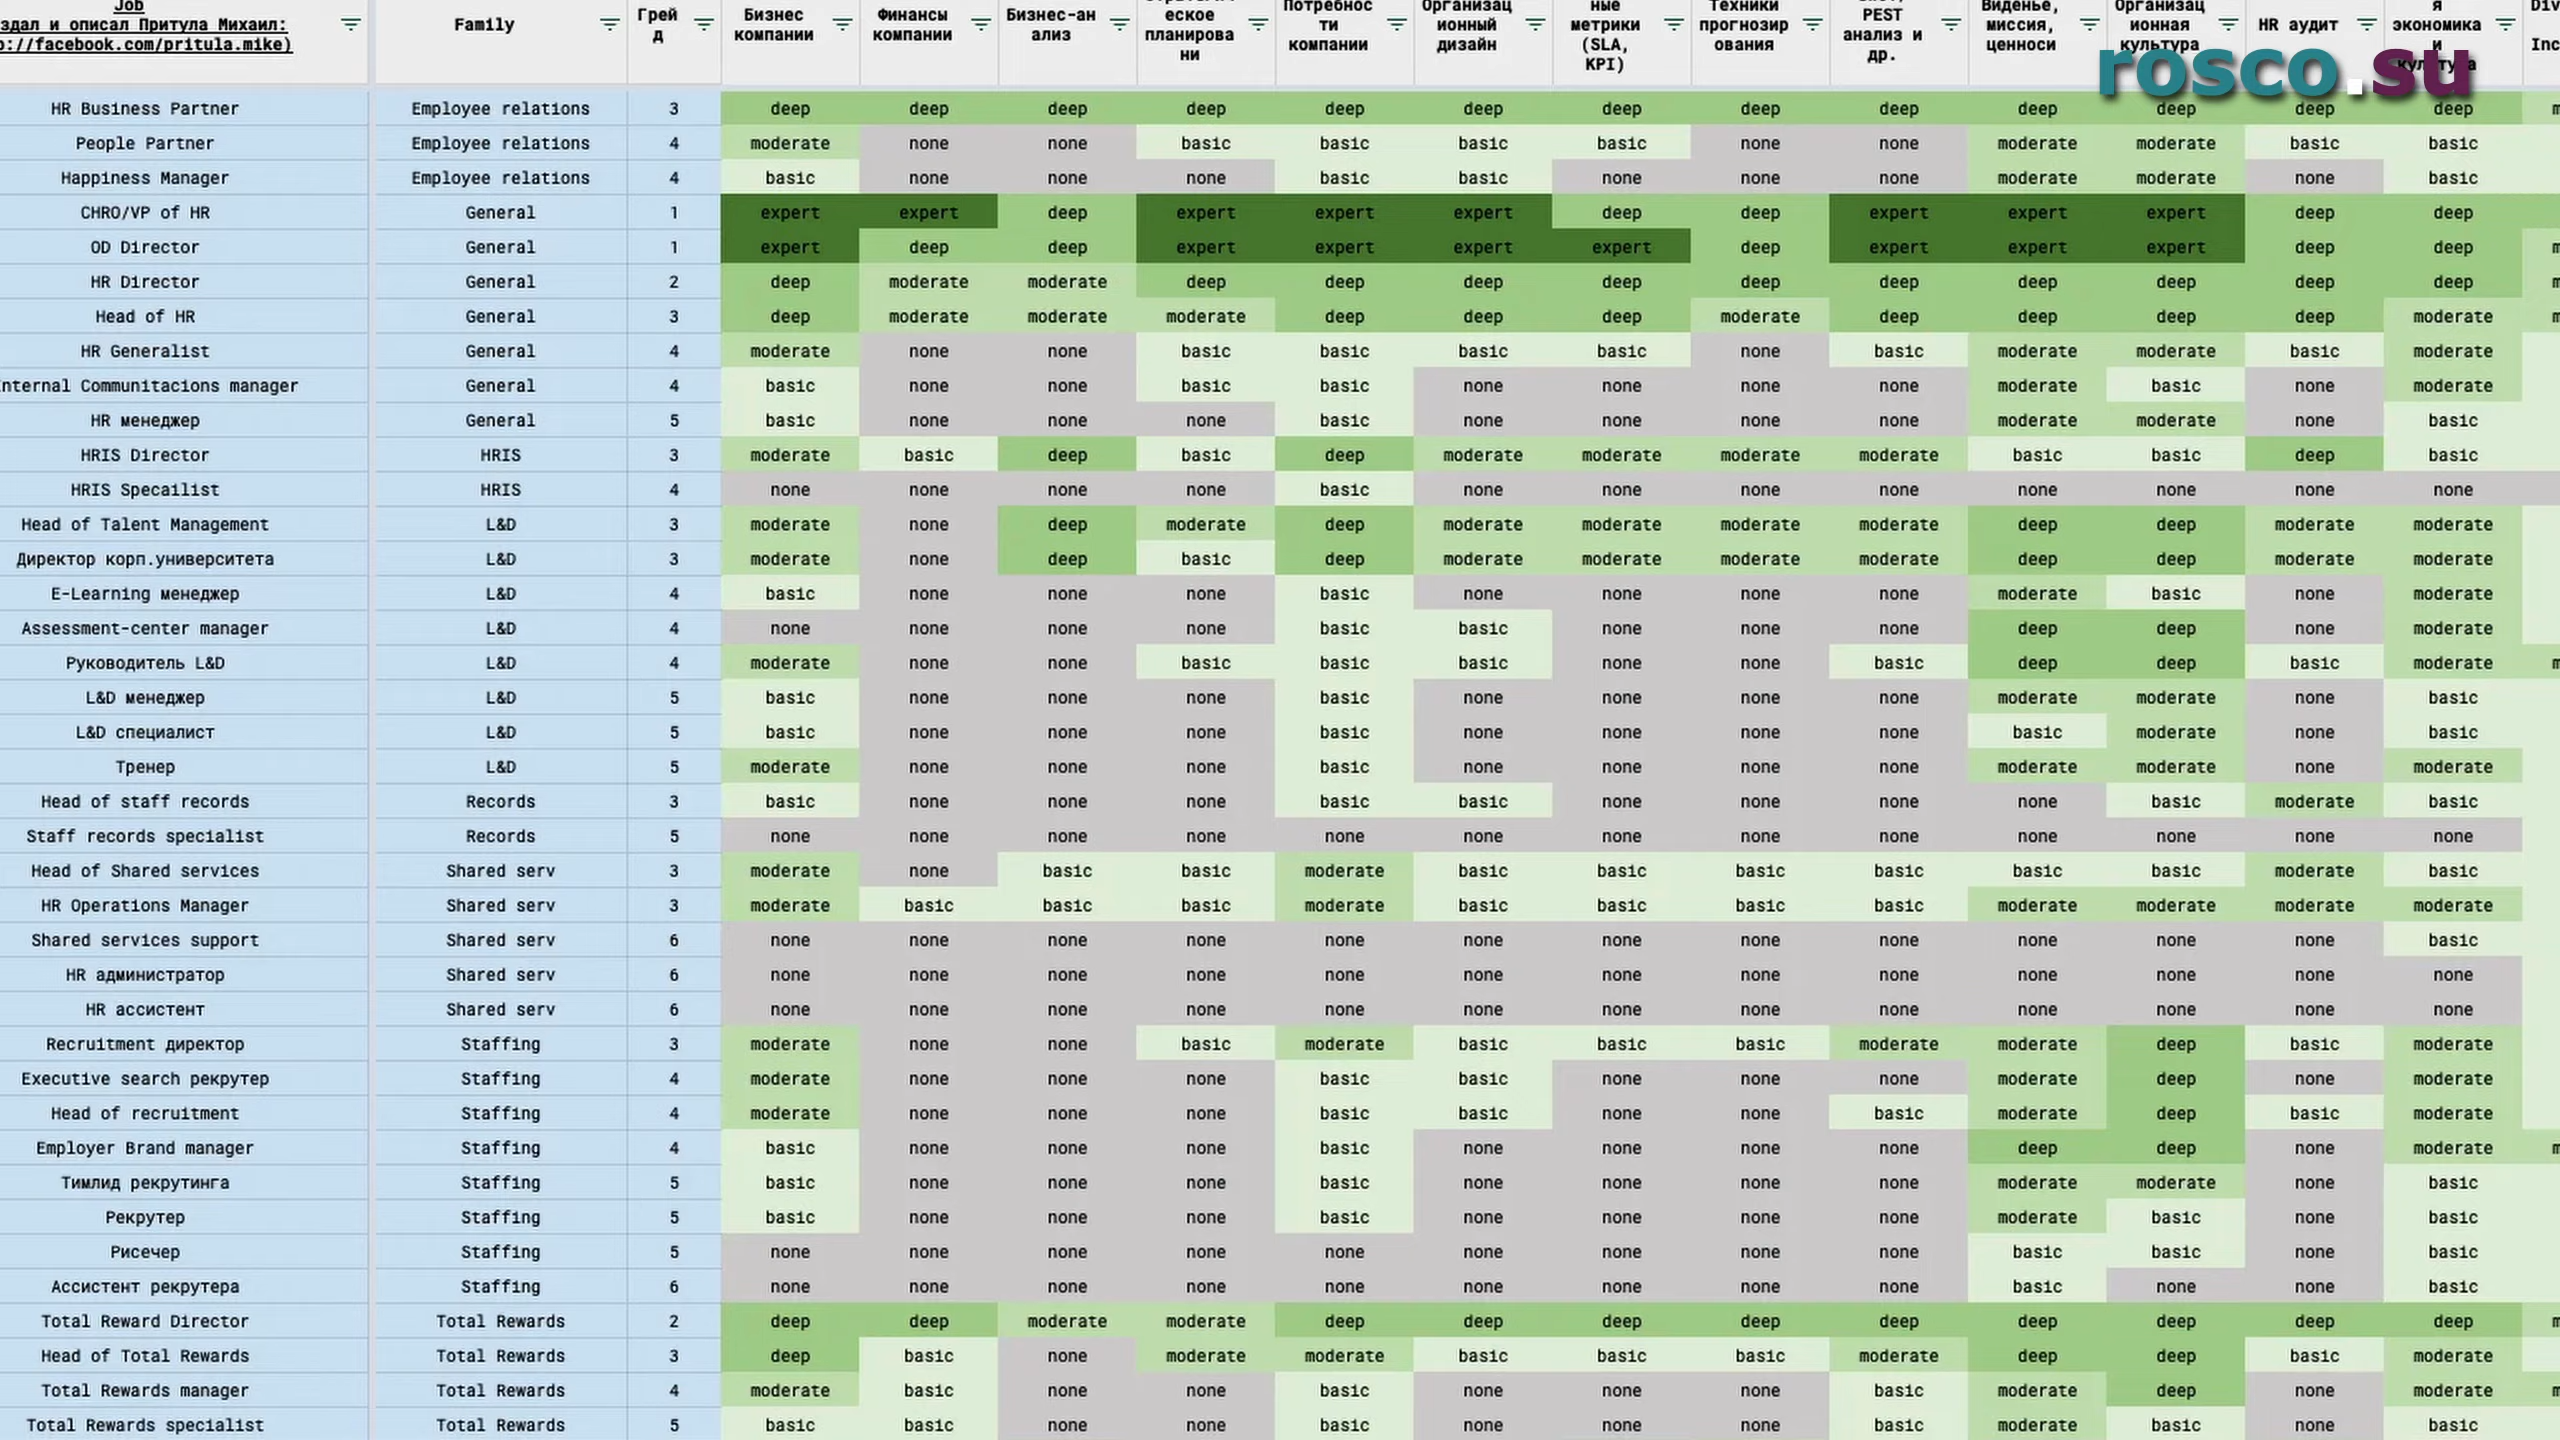 Job
здал и описал Притула Михаил:
p://facebook.com/pritula.mike)
Family
Грей
д
Бизнес
компании
Финансы
компании
Бизнес-ан
ализ
еское
планирова
ни
Потребнос
ти
компании
Организац
ионный
дизайн
ные
метрики
(SLA,
KPI)
Техники
прогнозир
ования
PEST
анализ и
др.
Виденье,
миссия,
ценноси
Организац
ионная
культура
HR аудит
я
экономика
и
культура
Div
Inc
rosco.su
HR Business Partner Employee relations 3 deep deep deep deep deep deep deep deep deep deep deep deep deep m
People Partner Employee relations 4 moderate none none basic basic basic basic none none moderate moderate basic basic
Happiness Manager Employee relations 4 basic none none none basic basic none none none moderate moderate none basic
CHRO/VP of HR General 1 expert expert deep expert expert expert deep deep expert expert expert deep deep
OD Director General 1 expert deep deep expert expert expert expert deep expert expert expert deep deep m
HR Director General 2 deep moderate moderate deep deep deep deep deep deep deep deep deep deep m
Head of HR General 3 deep moderate moderate moderate deep deep deep moderate deep deep deep deep moderate m
HR Generalist General 4 moderate none none basic basic basic basic none basic moderate moderate basic moderate
nternal Communitacions manager General 4 basic none none basic basic none none none none moderate basic none moderate
HR менеджер General 5 basic none none none basic none none none none moderate moderate none basic
HRIS Director HRIS 3 moderate basic deep basic deep moderate moderate moderate moderate basic basic deep basic
HRIS Specailist HRIS 4 none none none none basic none none none none none none none none
Head of Talent Management L&D 3 moderate none deep moderate deep moderate moderate moderate moderate deep deep moderate moderate
Директор корп.университета L&D 3 moderate none deep basic deep moderate moderate moderate moderate deep deep moderate moderate
E-Learning менеджер L&D 4 basic none none none basic none none none none moderate basic none moderate
Assessment-center manager L&D 4 none none none none basic basic none none none deep deep none moderate
Руководитель L&D L&D 4 moderate none none basic basic basic none none basic deep deep basic moderate m
L&D менеджер L&D 5 basic none none none basic none none none none moderate moderate none basic
L&D специалист L&D 5 basic none none none basic none none none none basic moderate none basic
Тренер L&D 5 moderate none none none basic none none none none moderate moderate none moderate
Head of staff records Records 3 basic none none none basic basic none none none none basic moderate basic
Staff records specialist Records 5 none none none none none none none none none none none none none
Head of Shared services Shared serv 3 moderate none basic basic moderate basic basic basic basic basic basic moderate basic
HR Operations Manager Shared serv 3 moderate basic basic basic moderate basic basic basic basic moderate moderate moderate moderate
Shared services support Shared serv 6 none none none none none none none none none none none none basic
HR администратор Shared serv 6 none none none none none none none none none none none none none
HR ассистент Shared serv 6 none none none none none none none none none none none none none
Recruitment директор Staffing 3 moderate none none basic moderate basic basic basic moderate moderate deep basic moderate
Executive search рекрутер Staffing 4 moderate none none none basic basic none none none moderate deep none moderate
Head of recruitment Staffing 4 moderate none none none basic basic none none basic moderate deep basic moderate
Employer Brand manager Staffing 4 basic none none none basic none none none none deep deep none moderate m
Тимлид рекрутинга Staffing 5 basic none none none basic none none none none moderate moderate none basic
Рекрутер Staffing 5 basic none none none basic none none none none moderate basic none basic
Рисечер Staffing 5 none none none none none none none none none basic basic none basic
Ассистент рекрутера Staffing 6 none none none none none none none none none basic none none basic
Total Reward Director Total Rewards 2 deep deep moderate moderate deep deep deep deep deep deep deep deep deep m
Head of Total Rewards Total Rewards 3 deep basic none moderate moderate basic basic basic moderate deep deep basic moderate m
Total Rewards manager Total Rewards 4 moderate basic none none basic none none none basic moderate deep none moderate m
Total Rewards specialist Total Rewards 5 basic basic none none basic none none none basic moderate basic none basic